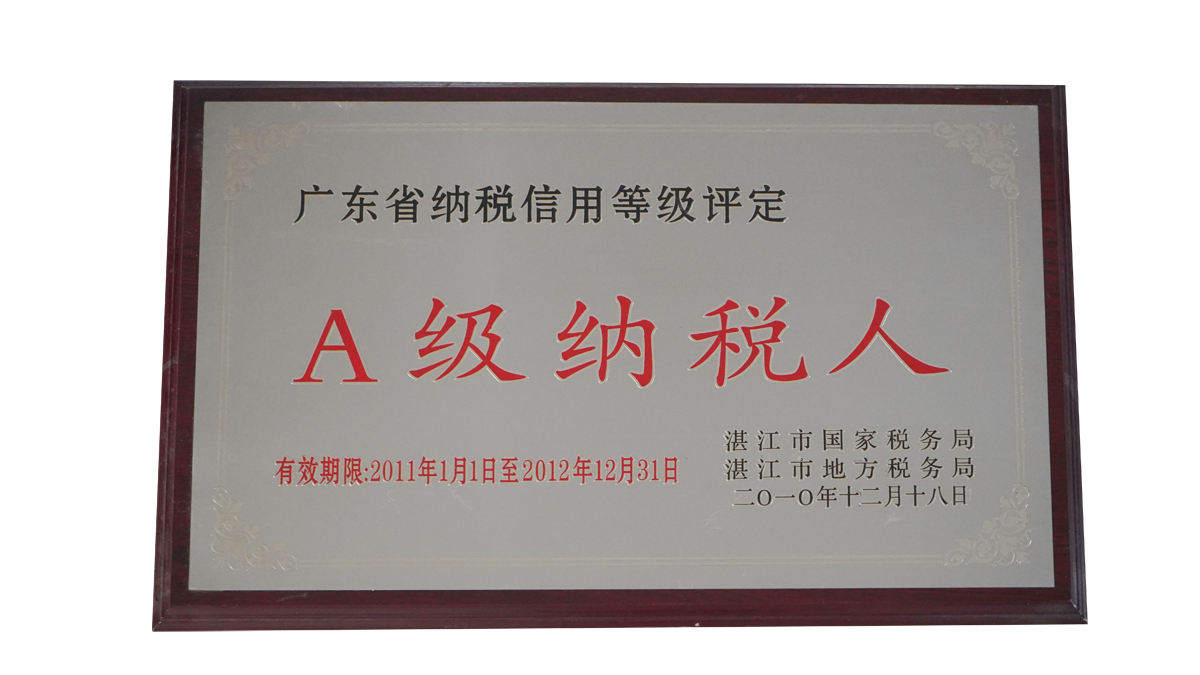 广东省纳税信用等级评定
A级纳税人
有效期限:2011年1月1日至2012年12月31日
湛江市国家税务局
湛江市地方税务局
二〇一〇年十二月十八日